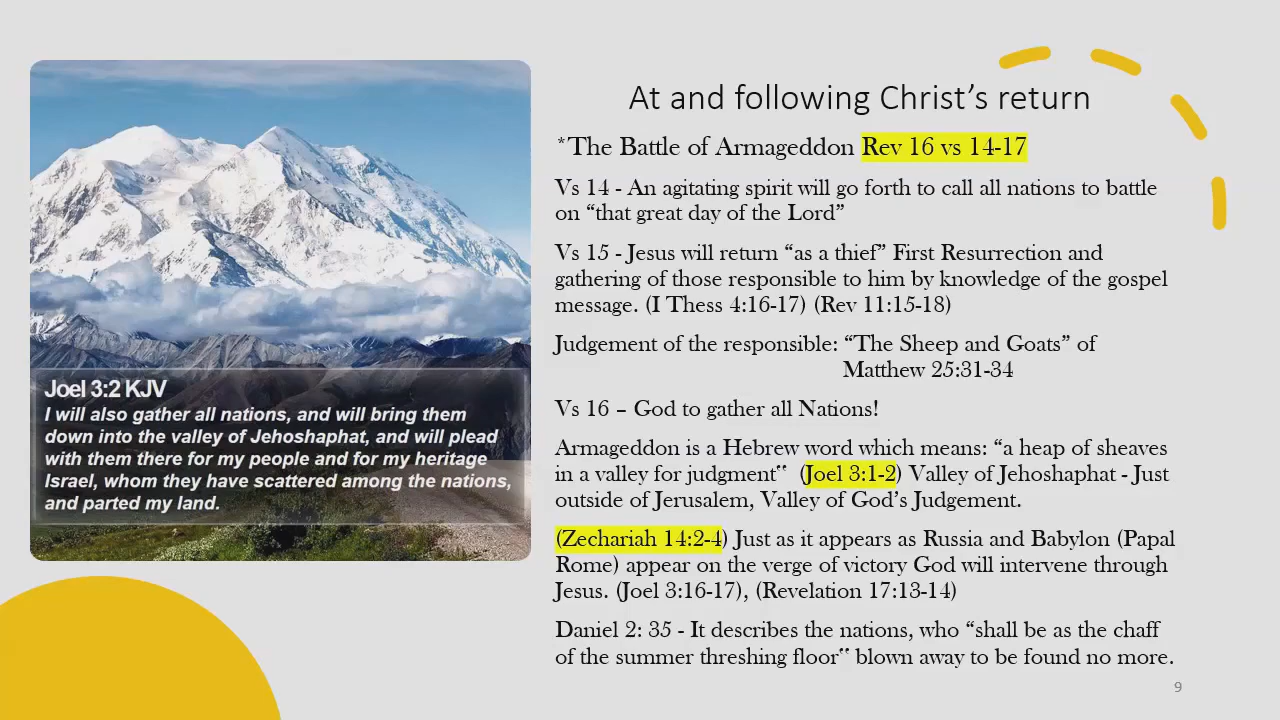 Joel 3:2 KJV
I will also gather all nations, and will bring them
down into the valley of Jehoshaphat, and will plead
with them there for my people and for my heritage
Israel, whom they have scattered among the nations,
and parted my land.
At and following Christ’s return
*The Battle of Armageddon Rev 16 vs 14-17
Vs 14 - An agitating spirit will go forth to call all nations to battle
on “that great day of the Lord”
Vs 15 - Jesus will return “as a thief” First Resurrection and
gathering of those responsible to him by knowledge of the gospel
message. (I Thess 4:16-17) (Rev 11:15-18)
Judgement of the responsible: “The Sheep and Goats” of
Matthew 25:31-34
Vs 16 – God to gather all Nations!
Armageddon is a Hebrew word which means: “a heap of sheaves
in a valley for judgment‟ (Joel 3:1-2) Valley of Jehoshaphat - Just
outside of Jerusalem, Valley of God’s Judgement.
(Zechariah 14:2-4) Just as it appears as Russia and Babylon (Papal
Rome) appear on the verge of victory God will intervene through
Jesus. (Joel 3:16-17), (Revelation 17:13-14)
Daniel 2: 35 - It describes the nations, who “shall be as the chaff
of the summer threshing floor‟ blown away to be found no more.
9